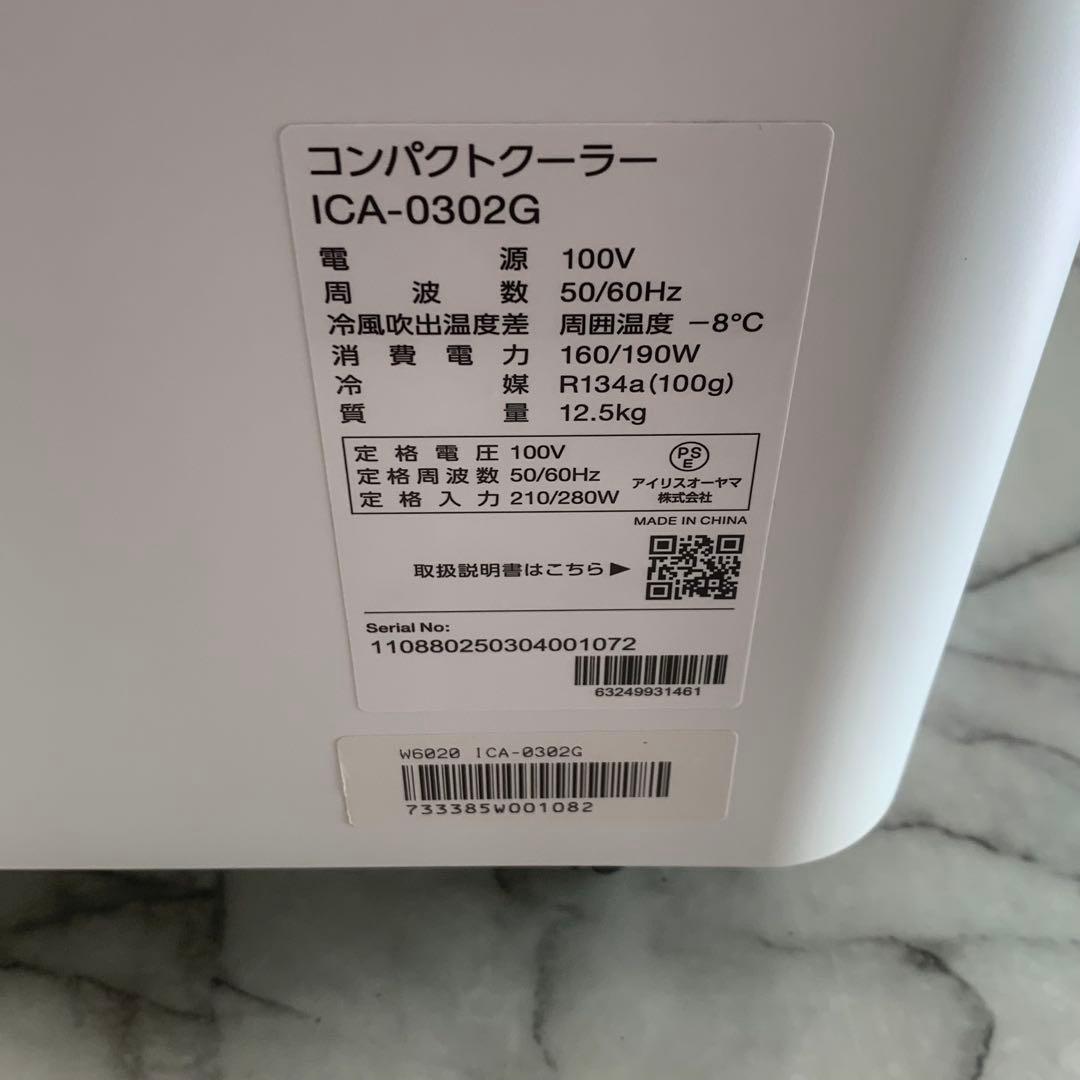 コンパクトクーラー
ICA-0302G
電源 100V
周波数 50/60Hz
冷風吹出温度差 周囲温度 −8℃
消費電力 160/190W
冷媒 R134a(100g)
質量 12.5kg
定格電圧 100V
定格周波数 50/60Hz
定格入力 210/280W
PSE
アイリスオーヤマ
株式会社
MADE IN CHINA
取扱説明書はこちら▶
Serial No:
110880250304001072
63249931461
W6020 ICA-0302G
733385W001082